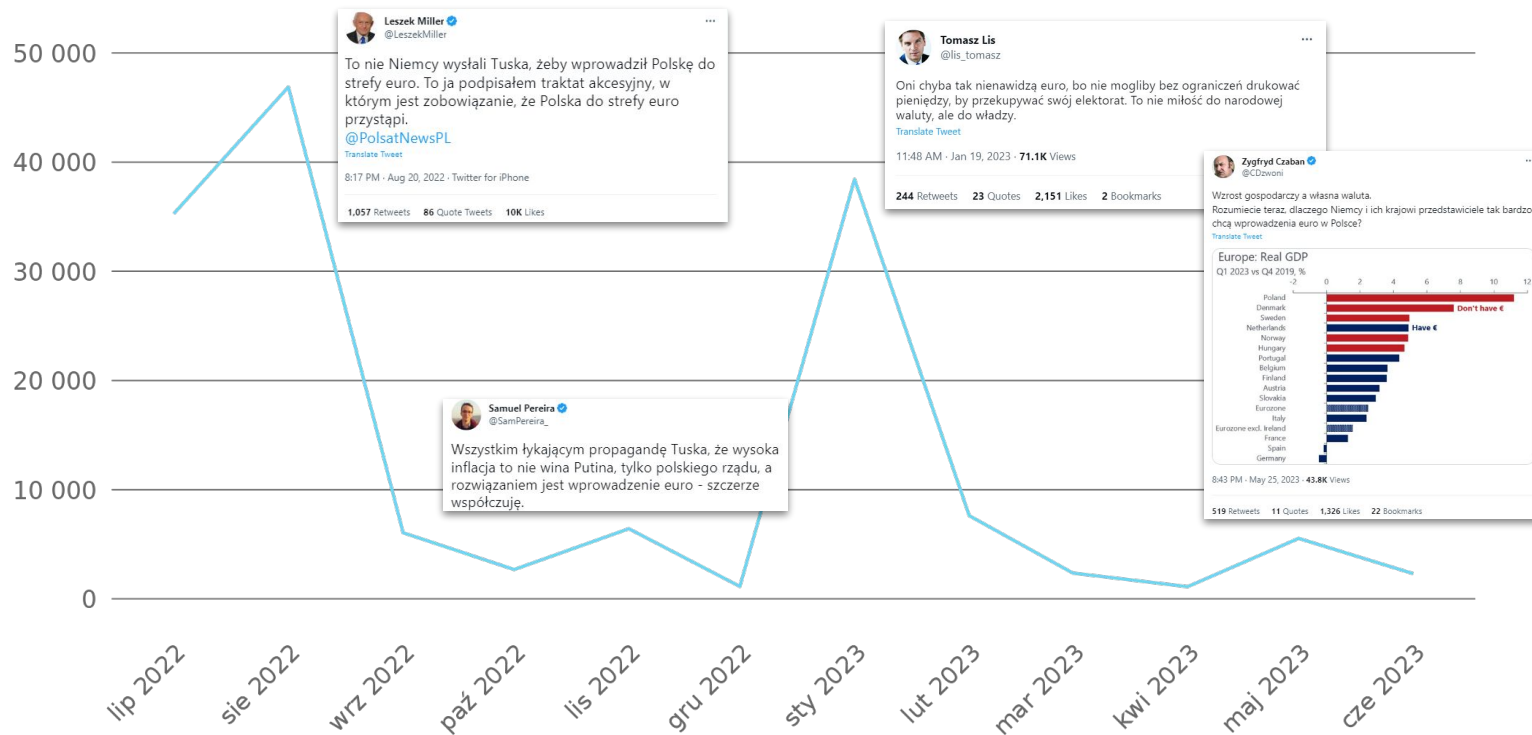 50 000
40 000
30 000
20 000
10 000
0
Leszek Miller
@LeszekMiller
To nie Niemcy wysłali Tuska, żeby wprowadził Polskę do
strefy euro. To ja podpisałem traktat akcesyjny, w
którym jest zobowiązanie, że Polska do strefy euro
przystąpi.
@PolsatNewsPL
Translate Tweet
8:17 PM · Aug 20, 2022 · Twitter for iPhone
1,057 Retweets 86 Quote Tweets 10K Likes
Samuel Pereira
@SamPereira_
Wszystkim łykającym propagandę Tuska, że wysoka
inflacja to nie wina Putina, tylko polskiego rządu, a
rozwiązaniem jest wprowadzenie euro - szczerze
współczuję.
Tomasz Lis
@lis_tomasz
Oni chyba tak nienawidzą euro, bo nie mogliby bez ograniczeń drukować
pieniędzy, by przekupywać swój elektorat. To nie miłość do narodowej
waluty, ale do władzy.
Translate Tweet
11:48 AM · Jan 19, 2023 · 71.1K Views
244 Retweets 23 Quotes 2,151 Likes 2 Bookmarks
Zygfryd Czaban
@CDzwoni
Wzrost gospodarczy a własna waluta.
Rozumiecie teraz, dlaczego Niemcy i ich krajowi przedstawiciele tak bardzo
chcą wprowadzenia euro w Polsce?
Translate Tweet
Europe: Real GDP
Q1 2023 vs Q4 2019, %
-2 0 2 4 6 8 10 12
Poland
Denmark Don't have €
Sweden
Netherlands Have €
Norway
Hungary
Portugal
Belgium
Finland
Austria
Slovakia
Eurozone
Italy
Eurozone excl. Ireland
France
Spain
Germany
8:43 PM · May 25, 2023 · 43.8K Views
519 Retweets 11 Quotes 1,326 Likes 22 Bookmarks
lip 2022
sie 2022
wrz 2022
paź 2022
lis 2022
gru 2022
sty 2023
lut 2023
mar 2023
kwi 2023
maj 2023
cze 2023